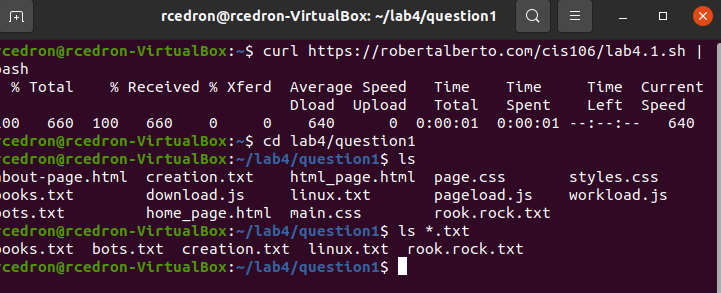 rcedron@rcedron-VirtualBox: ~/lab4/question1
rcedron@rcedron-VirtualBox:~$ curl https://robertalberto.com/cis106/lab4.1.sh |
bash
% Total % Received % Xferd Average Speed Time Time Time Current
Dload Upload Total Spent Left Speed
100 660 100 660 0 0 640 0 0:00:01 0:00:01 --:--:-- 640
rcedron@rcedron-VirtualBox:~$ cd lab4/question1
rcedron@rcedron-VirtualBox:~/lab4/question1$ ls
about-page.html creation.txt html_page.html page.css styles.css
books.txt download.js linux.txt pageload.js workload.js
bots.txt home_page.html main.css rook.rock.txt
rcedron@rcedron-VirtualBox:~/lab4/question1$ ls *.txt
books.txt bots.txt creation.txt linux.txt rook.rock.txt
rcedron@rcedron-VirtualBox:~/lab4/question1$